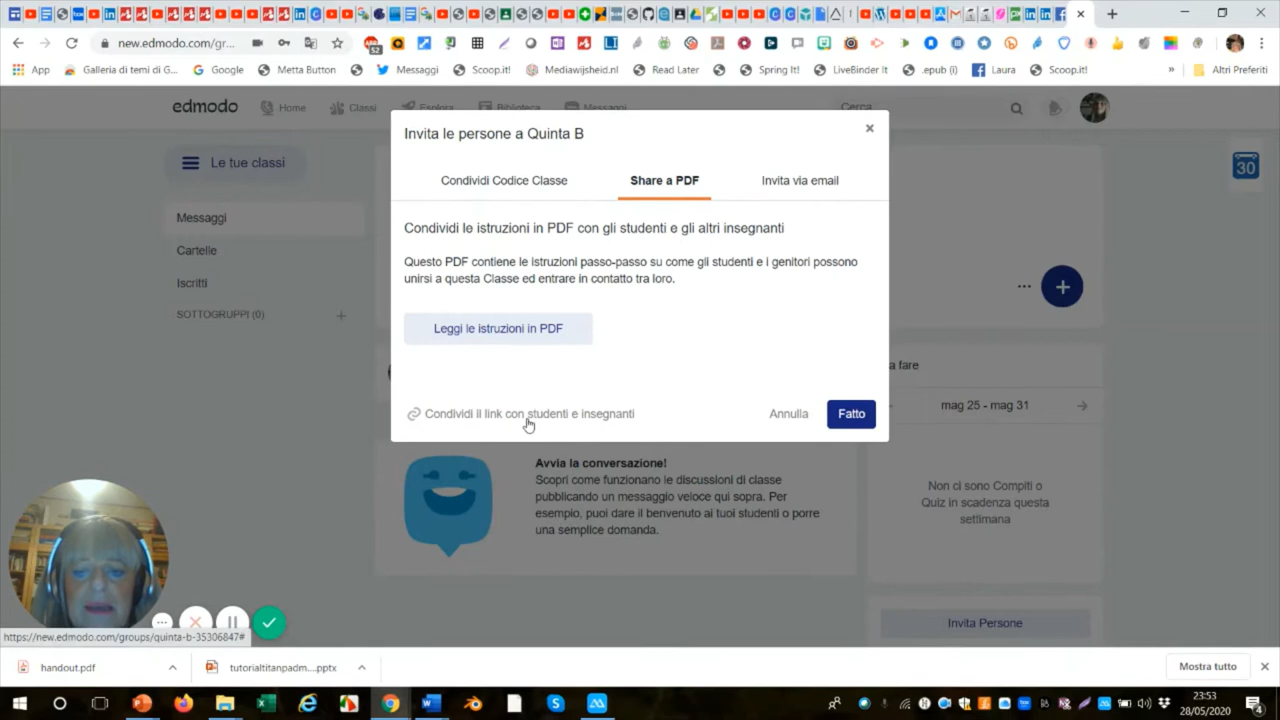 new.edmodo.com/gr...
52
App
Galleria di temi di G...
Google
Metta Button
Messaggi
Scoop.it!
Mediawijsheid.nl
Read Later
Spring It!
LiveBinder It
.epub (i)
Laura
Scoop.it!
»
Altri Preferiti
edmodo
Home
Classi
Esplora
Biblioteca
Messaggi
Cerca
Invita le persone a Quinta B
×
Le tue classi
30
Condividi Codice Classe
Share a PDF
Invita via email
Messaggi
Condividi le istruzioni in PDF con gli studenti e gli altri insegnanti
Cartelle
Questo PDF contiene le istruzioni passo-passo su come gli studenti e i genitori possono
unirsi a questa Classe ed entrare in contatto tra loro.
Iscritti
SOTTOGRUPPI (0)
Leggi le istruzioni in PDF
a fare
mag 25 - mag 31
Condividi il link con studenti e insegnanti
Annulla
Fatto
Avvia la conversazione!
Scopri come funzionano le discussioni di classe
pubblicando un messaggio veloce qui sopra. Per
esempio, puoi dare il benvenuto ai tuoi studenti o porre
una semplice domanda.
Non ci sono Compiti o
Quiz in scadenza questa
settimana
Invita Persone
https://new.edmodo.com/groups/quinta-b-35306847#
handout.pdf
tutorialtitanpadm....pptx
Mostra tutto
23:53
28/05/2020
4